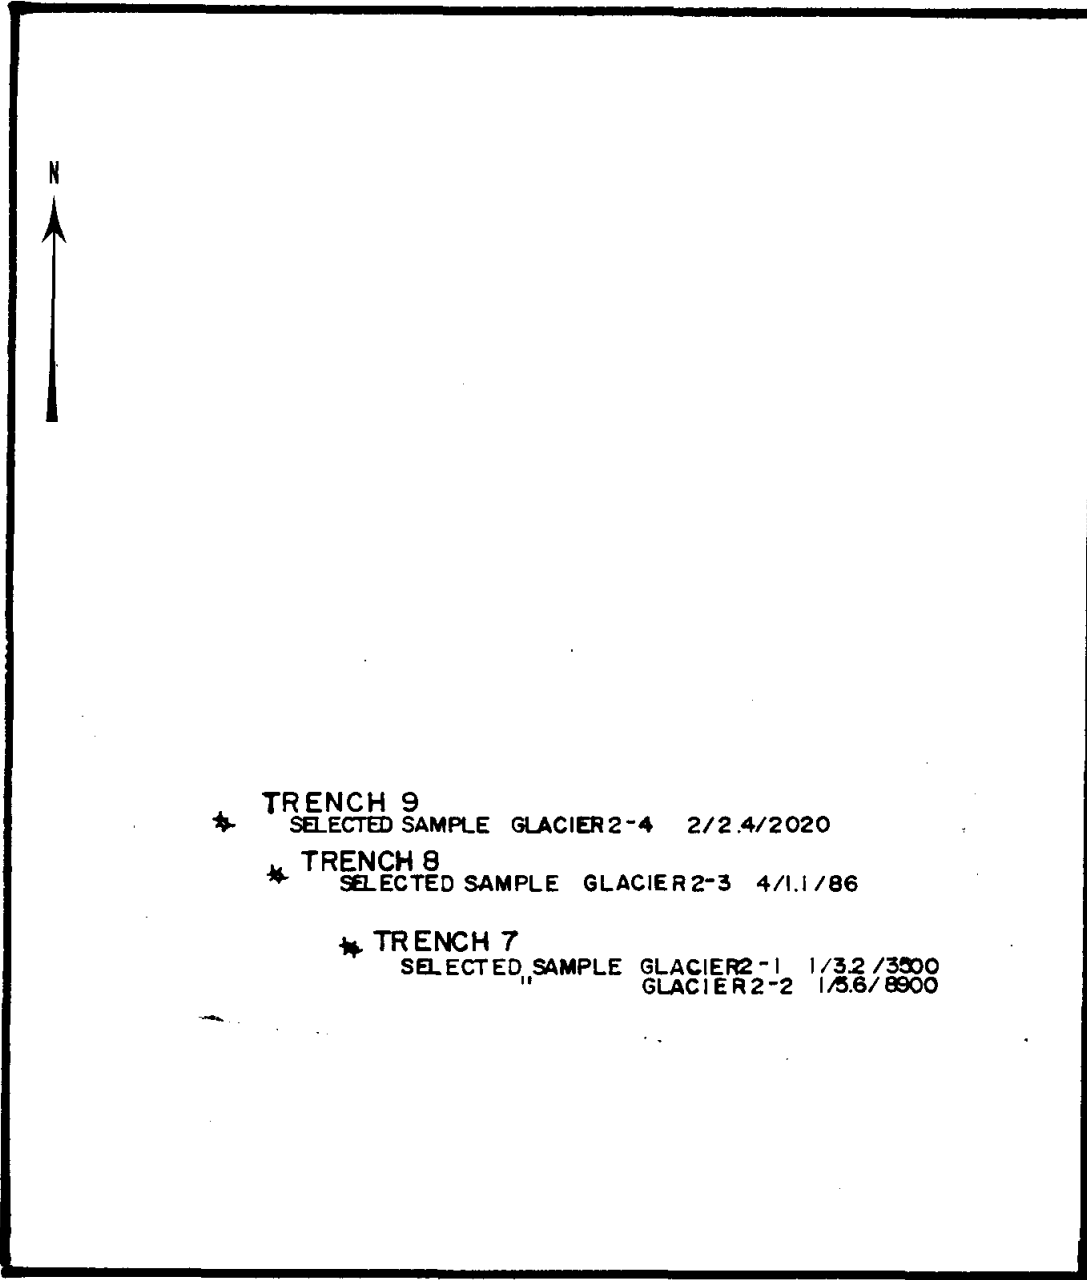 N
TRENCH 9
SELECTED SAMPLE GLACIER 2-4 2/2.4/2020
TRENCH 8
SELECTED SAMPLE GLACIER 2-3 4/1.1/86
TRENCH 7
SELECTED SAMPLE GLACIER2-1 1/3.2/3500
" GLACIER 2-2 1/5.6/8900